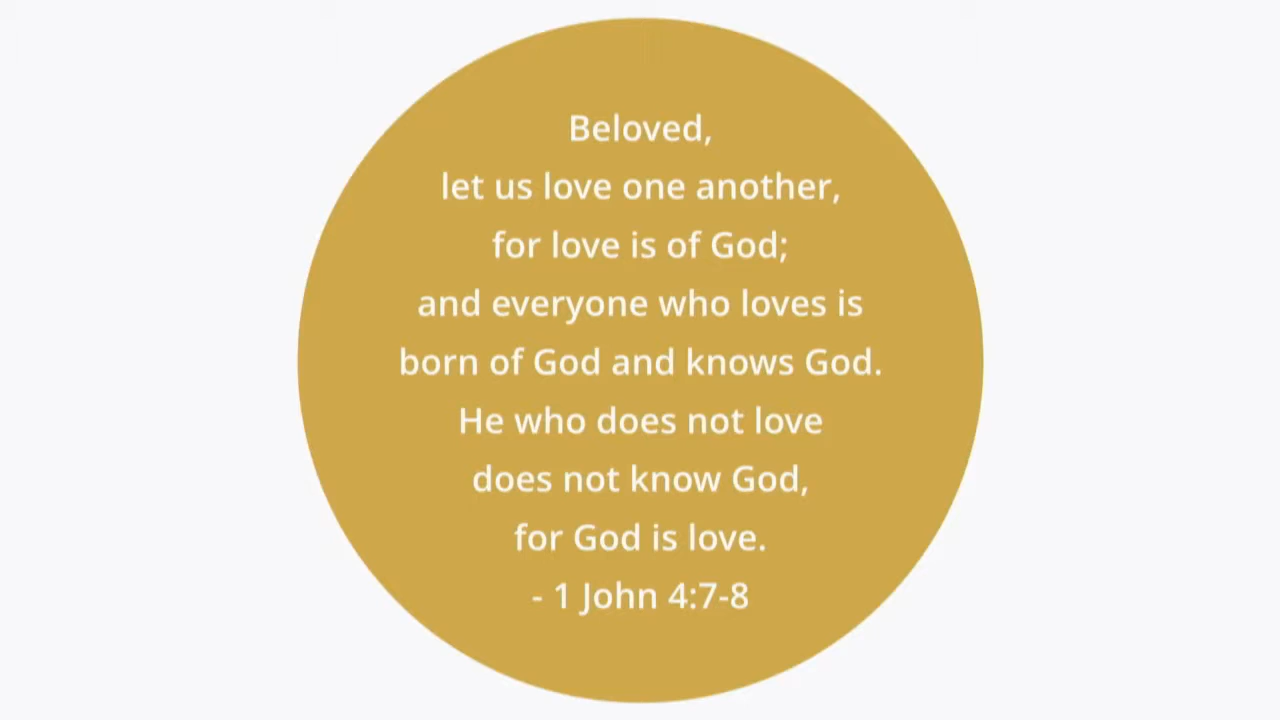 Beloved,
let us love one another,
for love is of God;
and everyone who loves is
born of God and knows God.
He who does not love
does not know God,
for God is love.
- 1 John 4:7-8